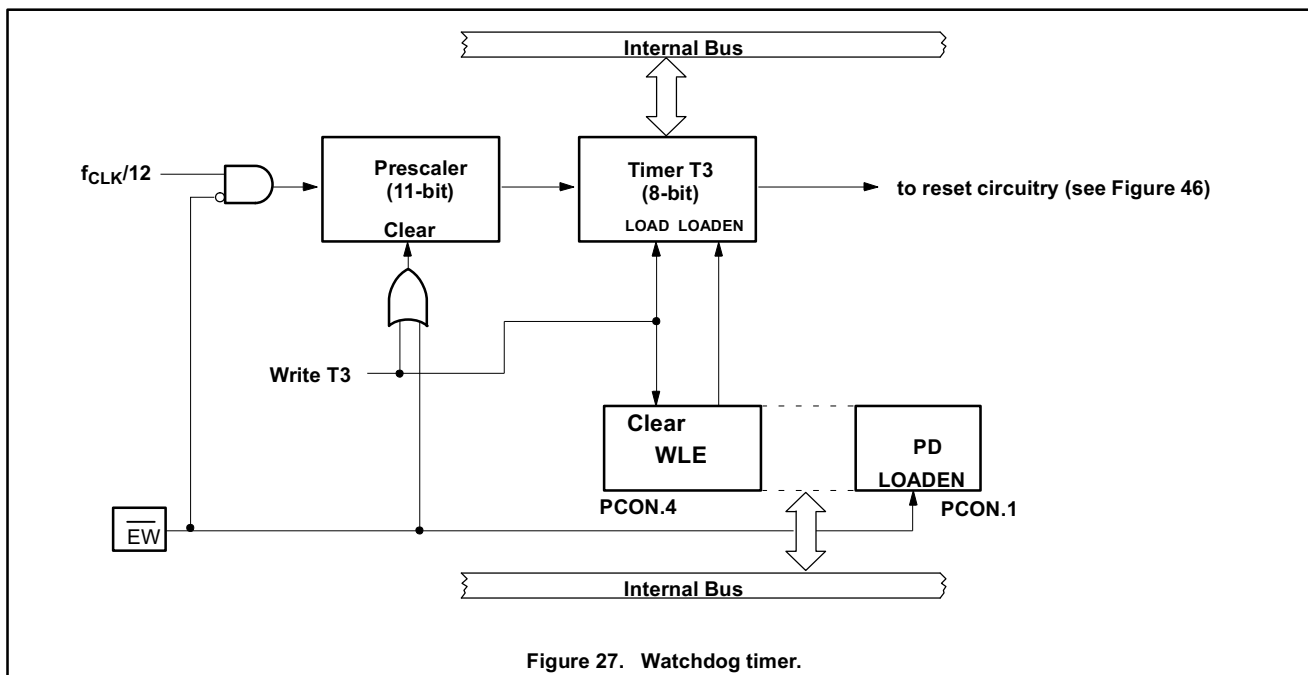 Internal Bus
fCLK/12
Prescaler
(11-bit)
Clear
Timer T3
(8-bit)
LOAD LOADEN
to reset circuitry (see Figure 46)
Write T3
Clear
WLE
PD
LOADEN
PCON.4
PCON.1
EW
Internal Bus
Figure 27. Watchdog timer.